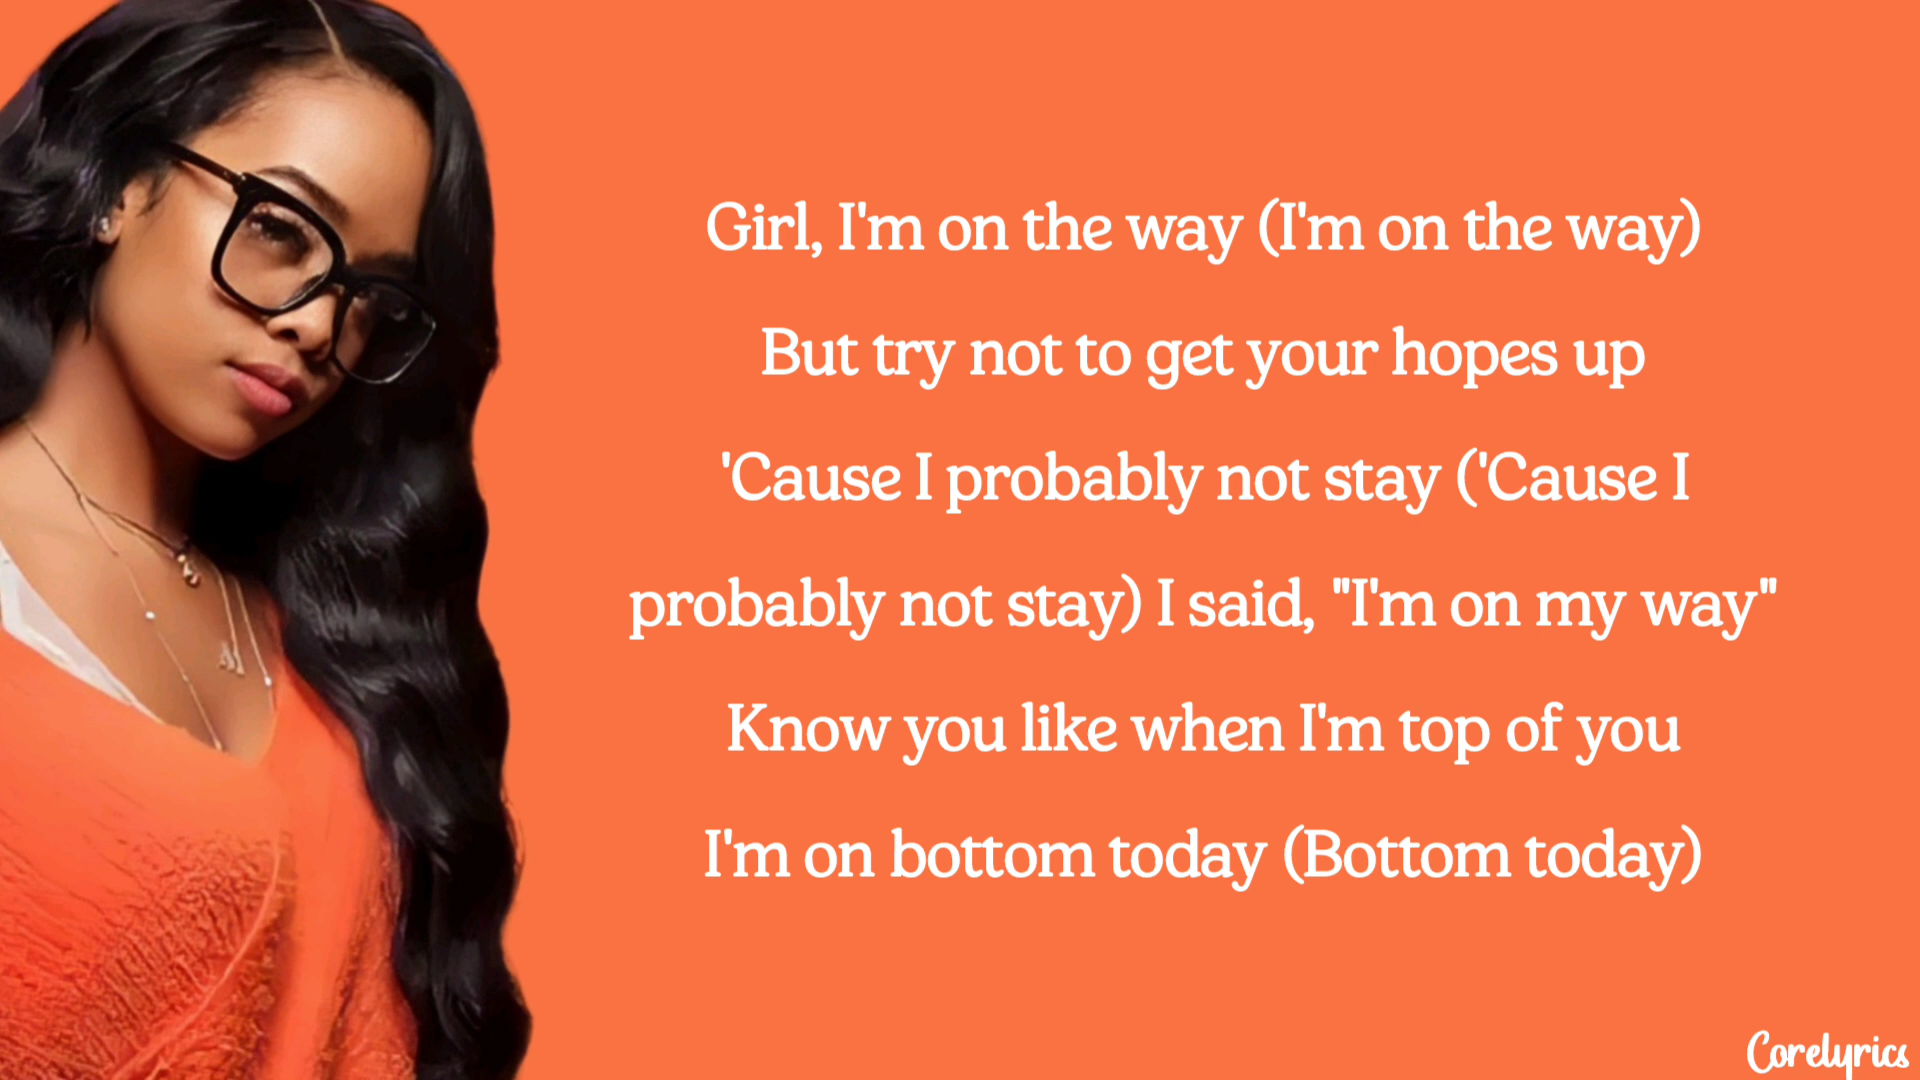 Girl, I'm on the way (I'm on the way)
But try not to get your hopes up
'Cause I probably not stay ('Cause I
probably not stay) I said, "I'm on my way"
Know you like when I'm top of you
I'm on bottom today (Bottom today)
Corelyrics